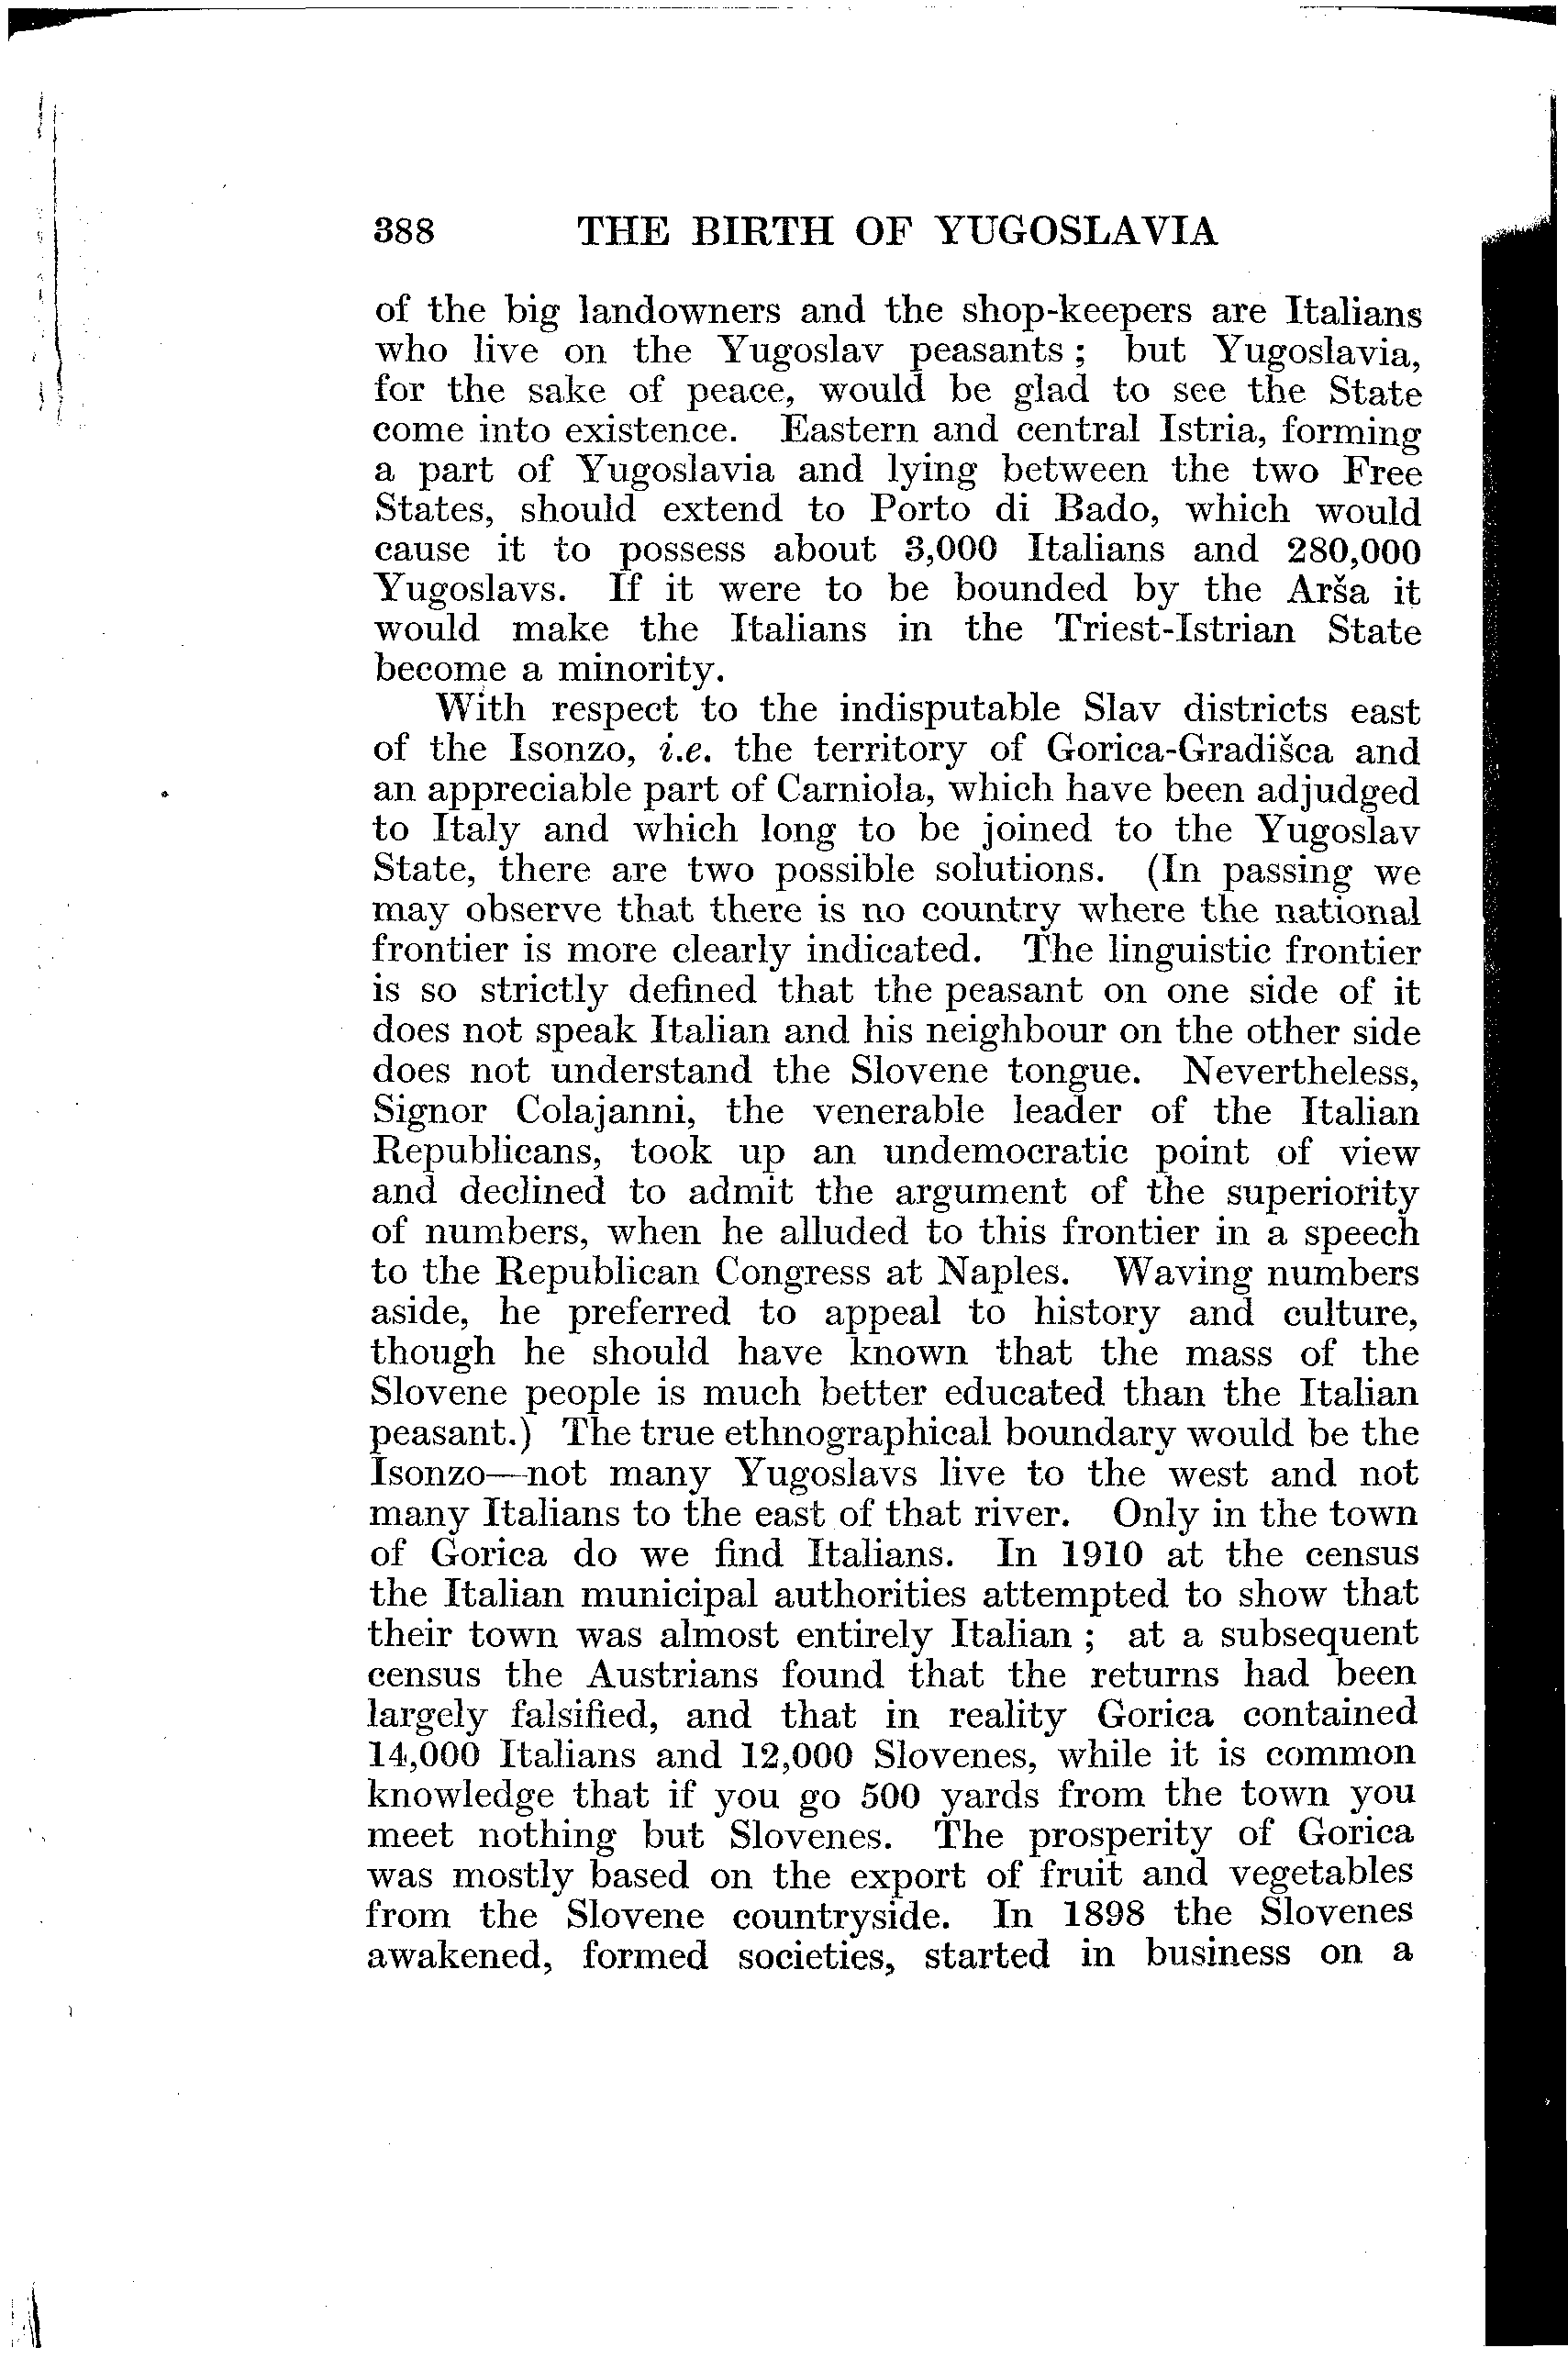 388 THE BIRTH OF YUGOSLAVIA
of the big landowners and the shop-keepers are Italians
who live on the Yugoslav peasants ; but Yugoslavia,
for the sake of peace, would be glad to see the State
come into existence. Eastern and central Istria, forming
a part of Yugoslavia and lying between the two Free
States, should extend to Porto di Bado, which would
cause it to possess about 3,000 Italians and 280,000
Yugoslavs. If it were to be bounded by the Arša it
would make the Italians in the Triest-Istrian State
become a minority.
With respect to the indisputable Slav districts east
of the Isonzo, i.e. the territory of Gorica-Gradišca and
an appreciable part of Carniola, which have been adjudged
to Italy and which long to be joined to the Yugoslav
State, there are two possible solutions. (In passing we
may observe that there is no country where the national
frontier is more clearly indicated. The linguistic frontier
is so strictly defined that the peasant on one side of it
does not speak Italian and his neighbour on the other side
does not understand the Slovene tongue. Nevertheless,
Signor Colajanni, the venerable leader of the Italian
Republicans, took up an undemocratic point of view
and declined to admit the argument of the superiority
of numbers, when he alluded to this frontier in a speech
to the Republican Congress at Naples. Waving numbers
aside, he preferred to appeal to history and culture,
though he should have known that the mass of the
Slovene people is much better educated than the Italian
peasant.) The true ethnographical boundary would be the
Isonzo—not many Yugoslavs live to the west and not
many Italians to the east of that river. Only in the town
of Gorica do we find Italians. In 1910 at the census
the Italian municipal authorities attempted to show that
their town was almost entirely Italian ; at a subsequent
census the Austrians found that the returns had been
largely falsified, and that in reality Gorica contained
14,000 Italians and 12,000 Slovenes, while it is common
knowledge that if you go 500 yards from the town you
meet nothing but Slovenes. The prosperity of Gorica
was mostly based on the export of fruit and vegetables
from the Slovene countryside. In 1898 the Slovenes
awakened, formed societies, started in business on a